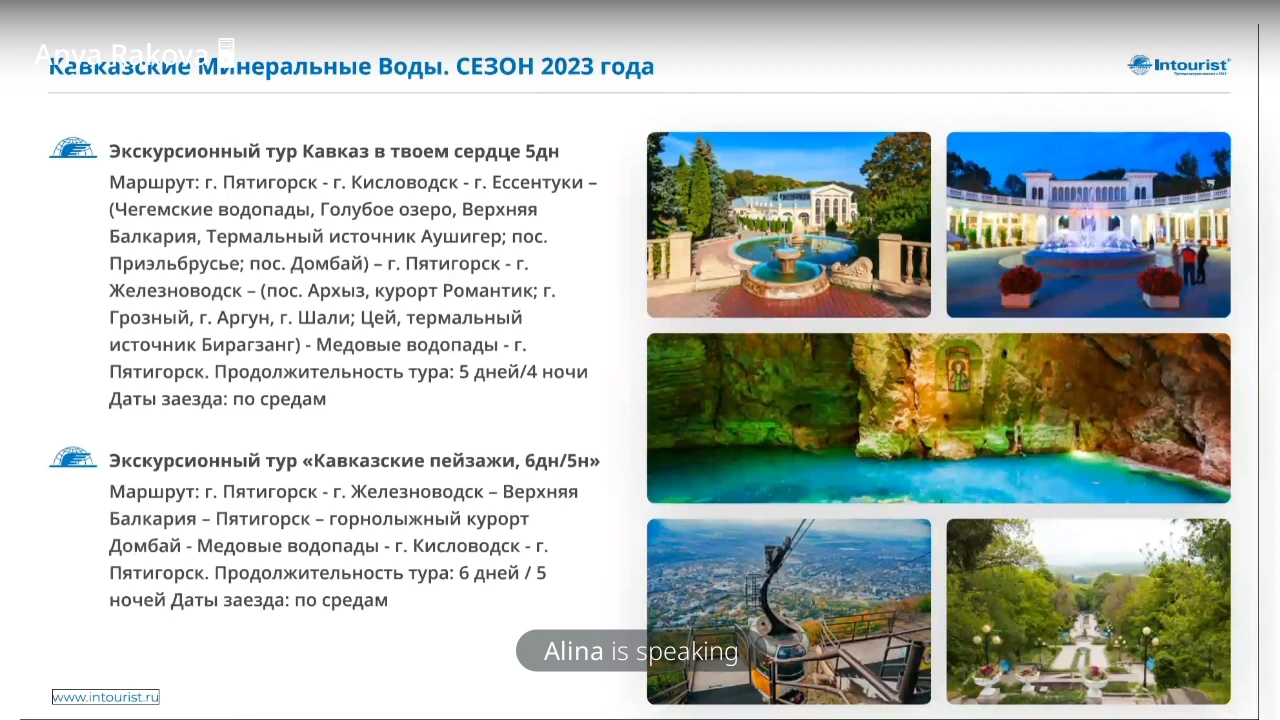 Anya Rakova
Кавказские Минеральные Воды. СЕЗОН 2023 года
Intourist
Экскурсионный тур Кавказ в твоем сердце 5дн
Маршрут: г. Пятигорск - г. Кисловодск - г. Ессентуки –
(Чегемские водопады, Голубое озеро, Верхняя
Балкария, Термальный источник Аушигер; пос.
Приэльбрусье; пос. Домбай) – г. Пятигорск - г.
Железноводск – (пос. Архыз, курорт Романтик; г.
Грозный, г. Аргун, г. Шали; Цей, термальный
источник Бирагзанг) - Медовые водопады - г.
Пятигорск. Продолжительность тура: 5 дней/4 ночи
Даты заезда: по средам
Экскурсионный тур «Кавказские пейзажи, 6дн/5н»
Маршрут: г. Пятигорск - г. Железноводск – Верхняя
Балкария – Пятигорск – горнолыжный курорт
Домбай - Медовые водопады - г. Кисловодск - г.
Пятигорск. Продолжительность тура: 6 дней / 5
ночей Даты заезда: по средам
Alina is speaking
www.intourist.ru